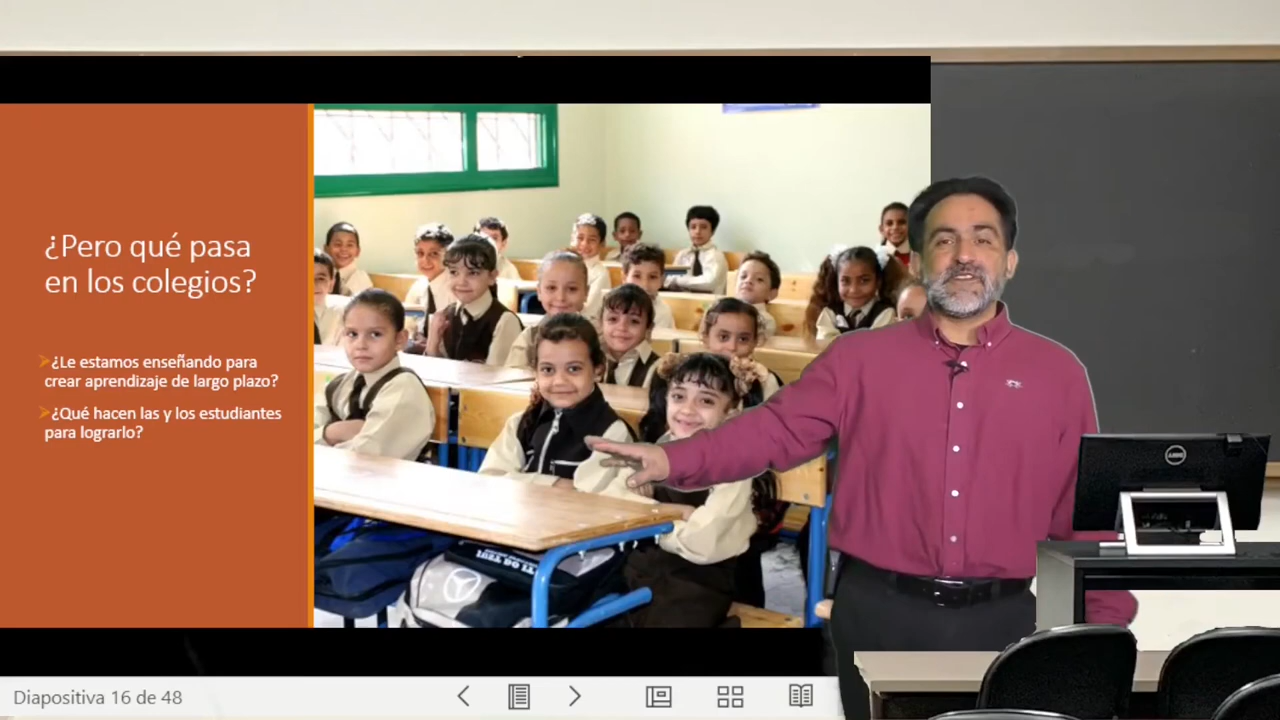 ¿Pero qué pasa
en los colegios?
¿Le estamos enseñando para
crear aprendizaje de largo plazo?
¿Qué hacen las y los estudiantes
para lograrlo?
DELL
Diapositiva 16 de 48